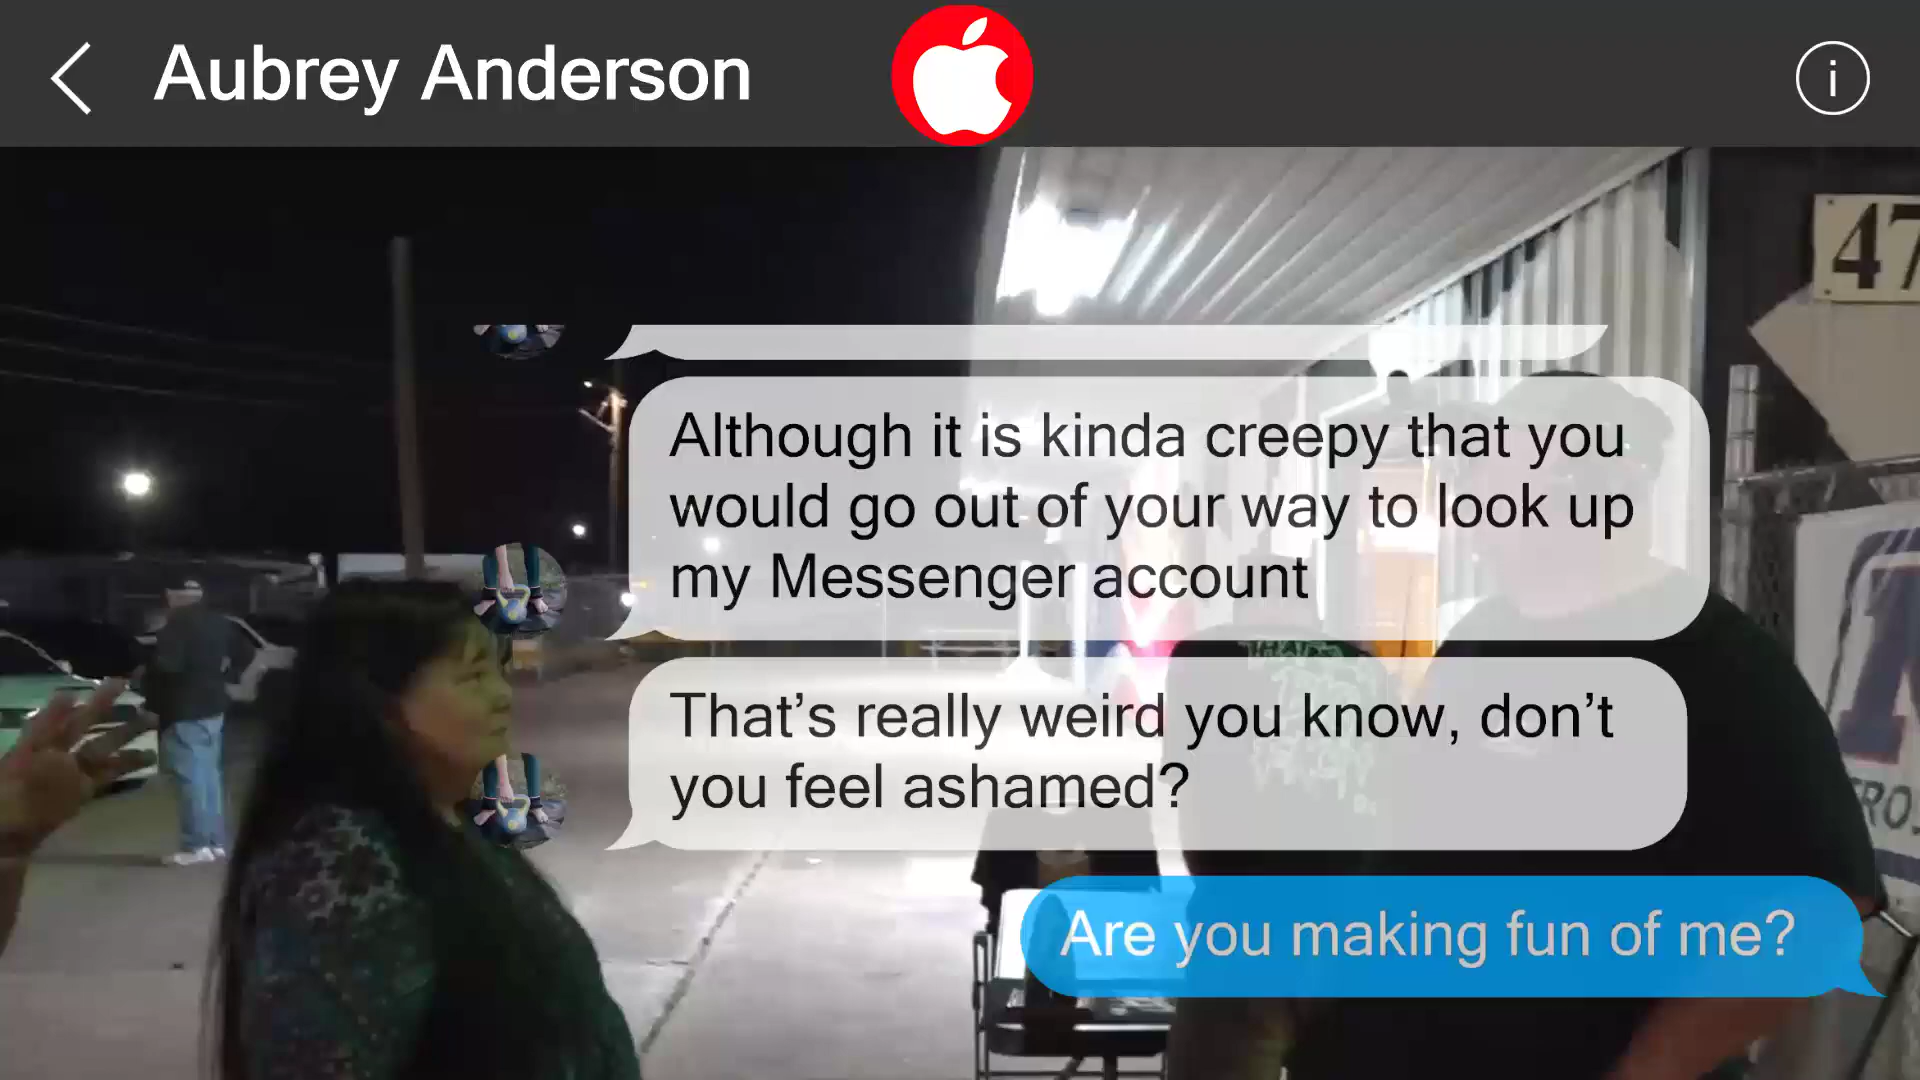 Aubrey Anderson
i
47
Although it is kinda creepy that you
would go out of your way to look up
my Messenger account
That’s really weird you know, don’t
you feel ashamed?
Are you making fun of me?